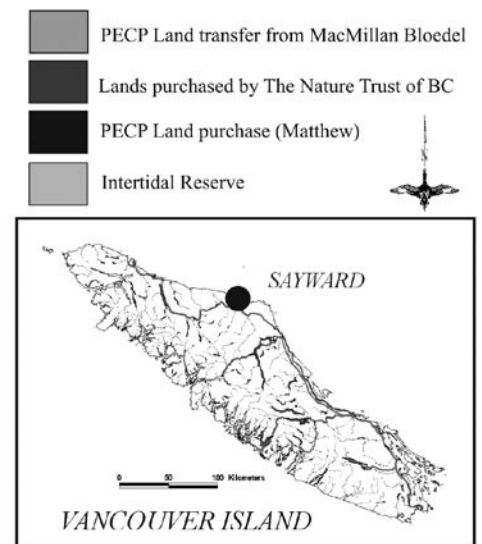 PECP Land transfer from MacMillan Bloedel
Lands purchased by The Nature Trust of BC
PECP Land purchase (Matthew)
Intertidal Reserve
SAYWARD
0 50 100 Kilometers
VANCOUVER ISLAND